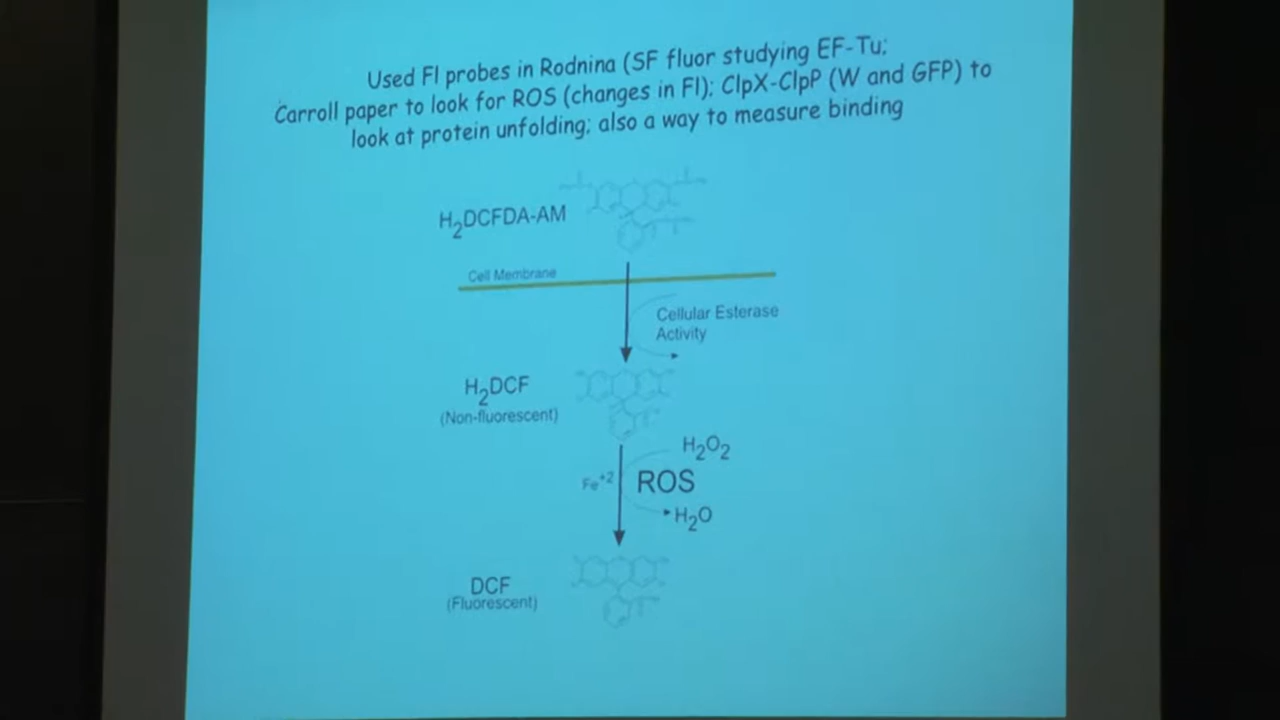 Used Fl probes in Rodnina (SF fluor studying EF-Tu;
Carroll paper to look for ROS (changes in Fl); ClpX-ClpP (W and GFP) to
look at protein unfolding; also a way to measure binding
H₂DCFDA-AM
Cell Membrane
Cellular Esterase
Activity
H₂DCF
(Non-fluorescent)
H₂O₂
Fe⁺² ROS
H₂O
DCF
(Fluorescent)